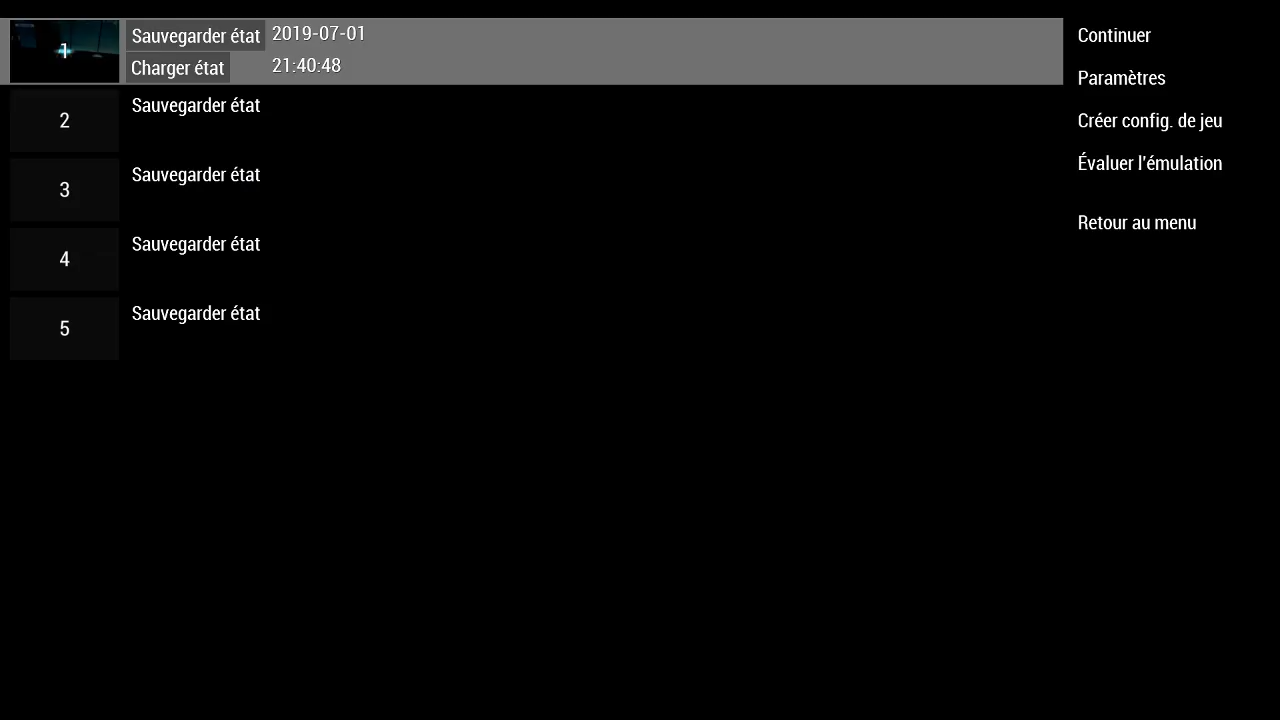 1
Sauvegarder état 2019-07-01
Charger état 21:40:48
2
Sauvegarder état
3
Sauvegarder état
4
Sauvegarder état
5
Sauvegarder état
Continuer
Paramètres
Créer config. de jeu
Évaluer l'émulation
Retour au menu